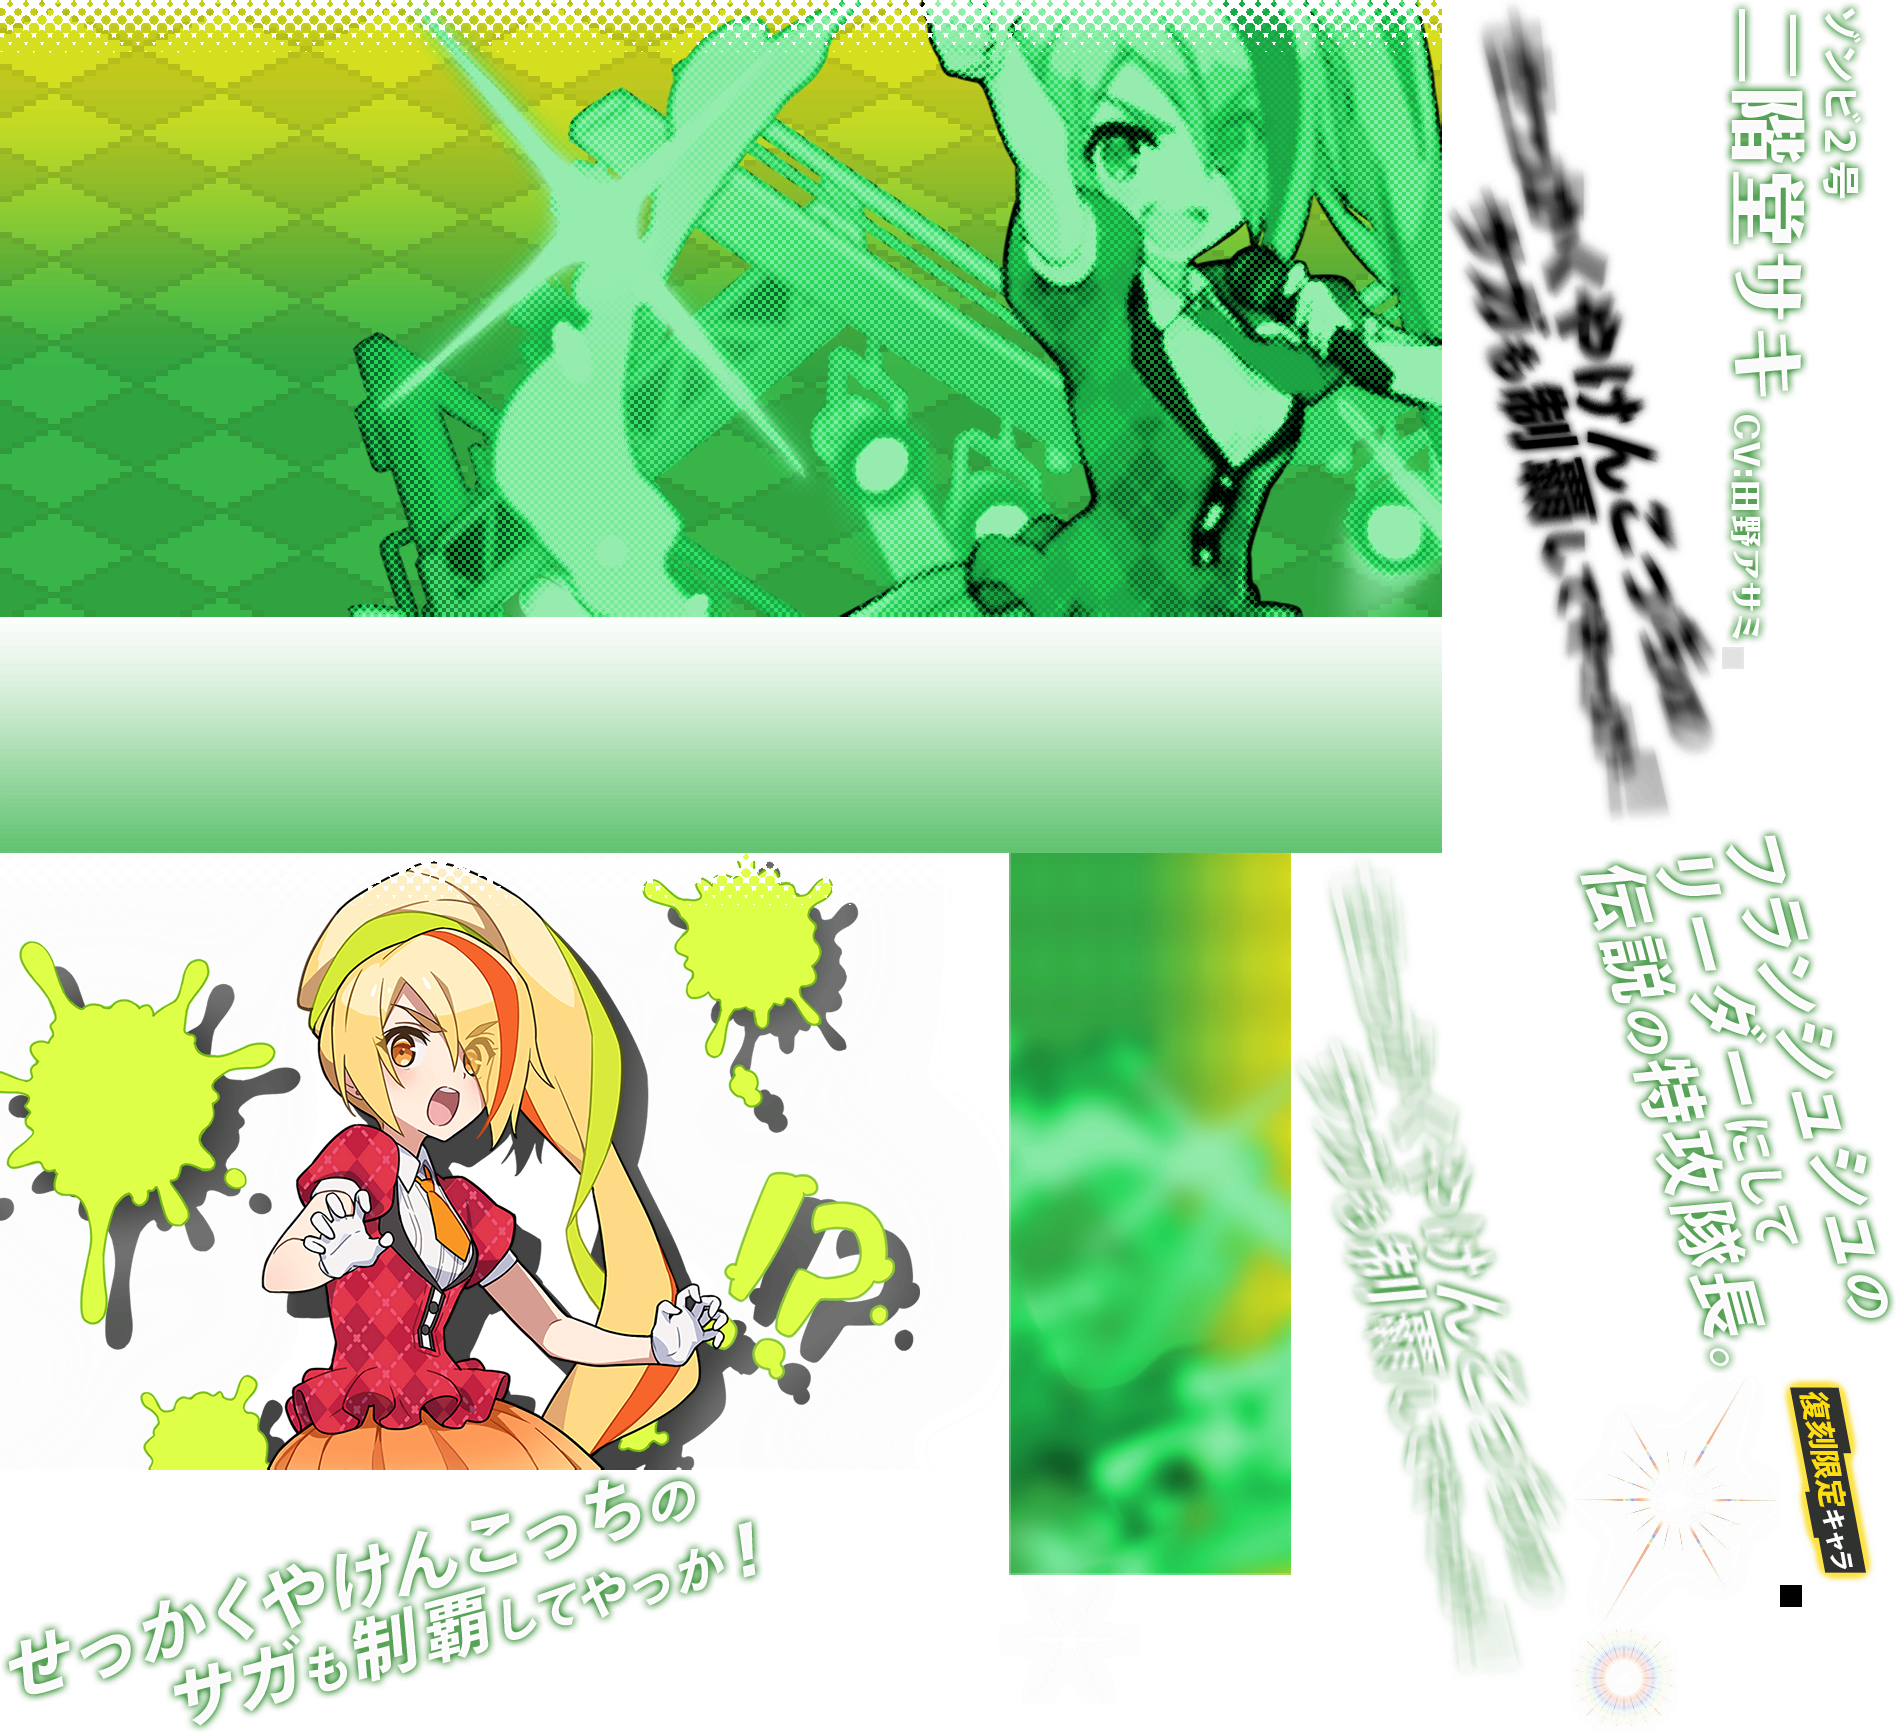 ゾンビ2号
二階堂サキ CV:田野アサミ
フランシュシュの
リーダーにして
伝説の特攻隊長。
復刻限定キャラ
せっかくやけんこっちの
サガも制覇してやっか！
!?